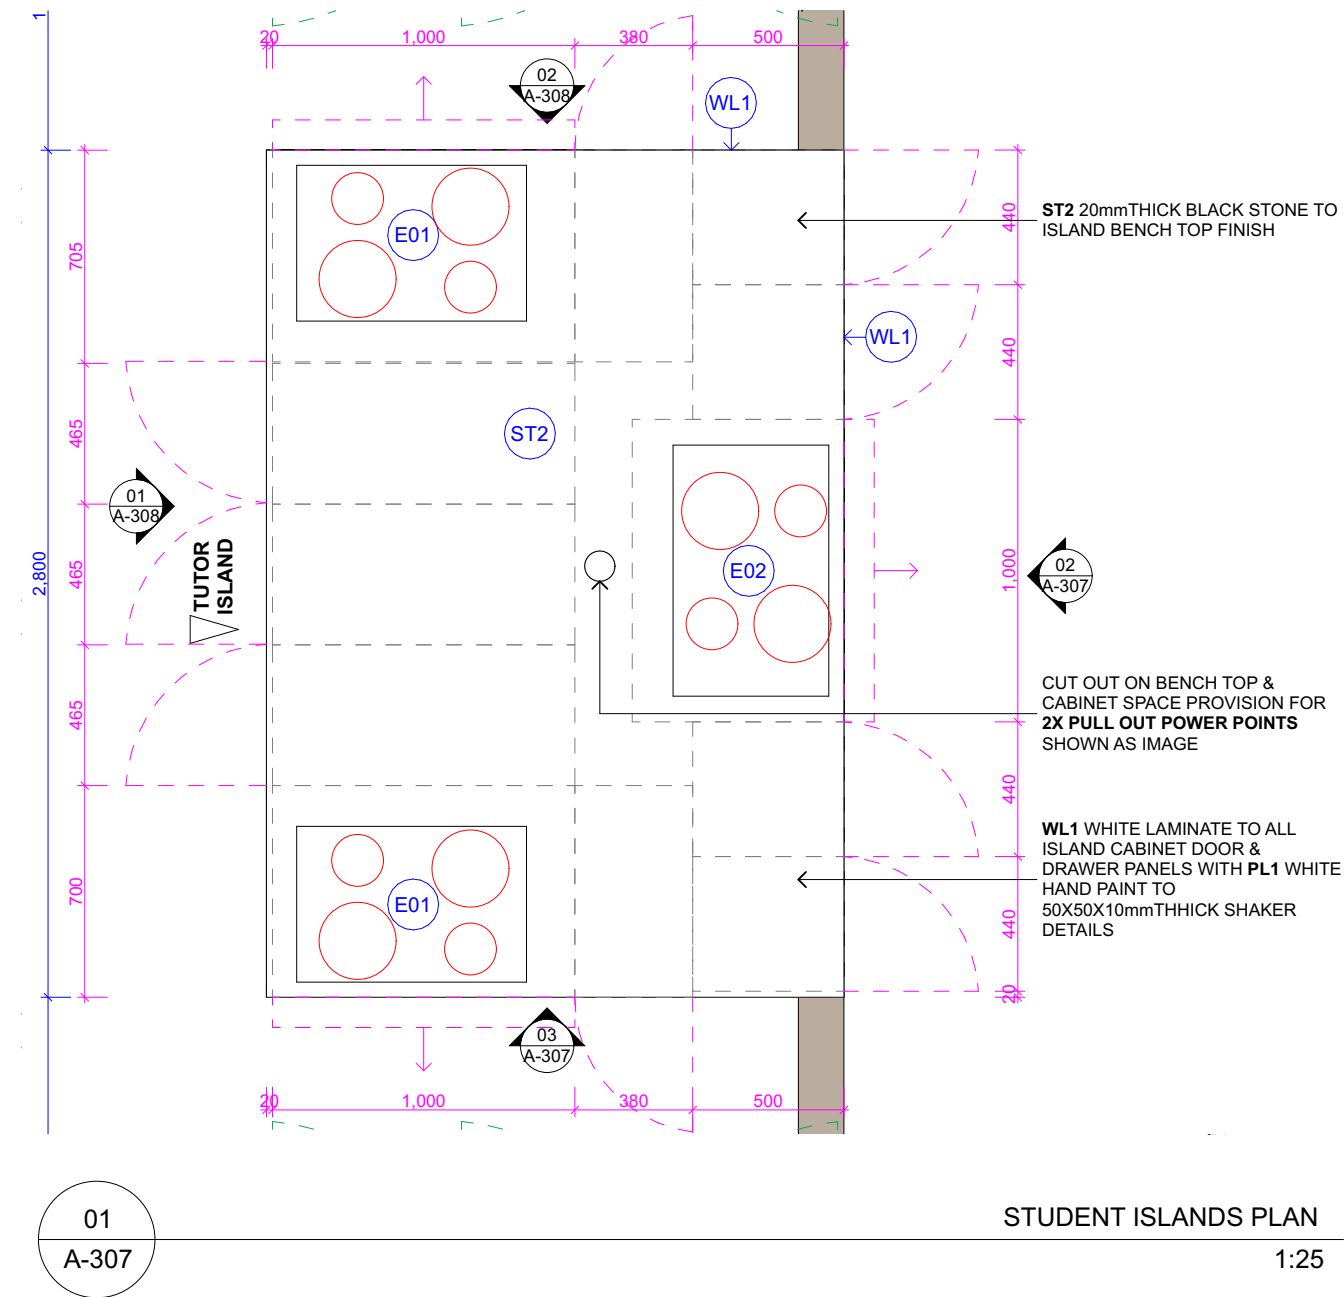 1
20 1,000 380 500
02
A-308
WL1
ST2 20mmTHICK BLACK STONE TO
ISLAND BENCH TOP FINISH
440
705
E01
WL1
440
465
ST2
01
A-308
2,800
465
TUTOR
ISLAND
E02
1,000
02
A-307
465
CUT OUT ON BENCH TOP &
CABINET SPACE PROVISION FOR
2X PULL OUT POWER POINTS
SHOWN AS IMAGE
440
WL1 WHITE LAMINATE TO ALL
ISLAND CABINET DOOR &
DRAWER PANELS WITH PL1 WHITE
HAND PAINT TO
50X50X10mmTHHICK SHAKER
DETAILS
700
E01
440
20
03
A-307
20 1,000 380 500
01
A-307
STUDENT ISLANDS PLAN
1:25